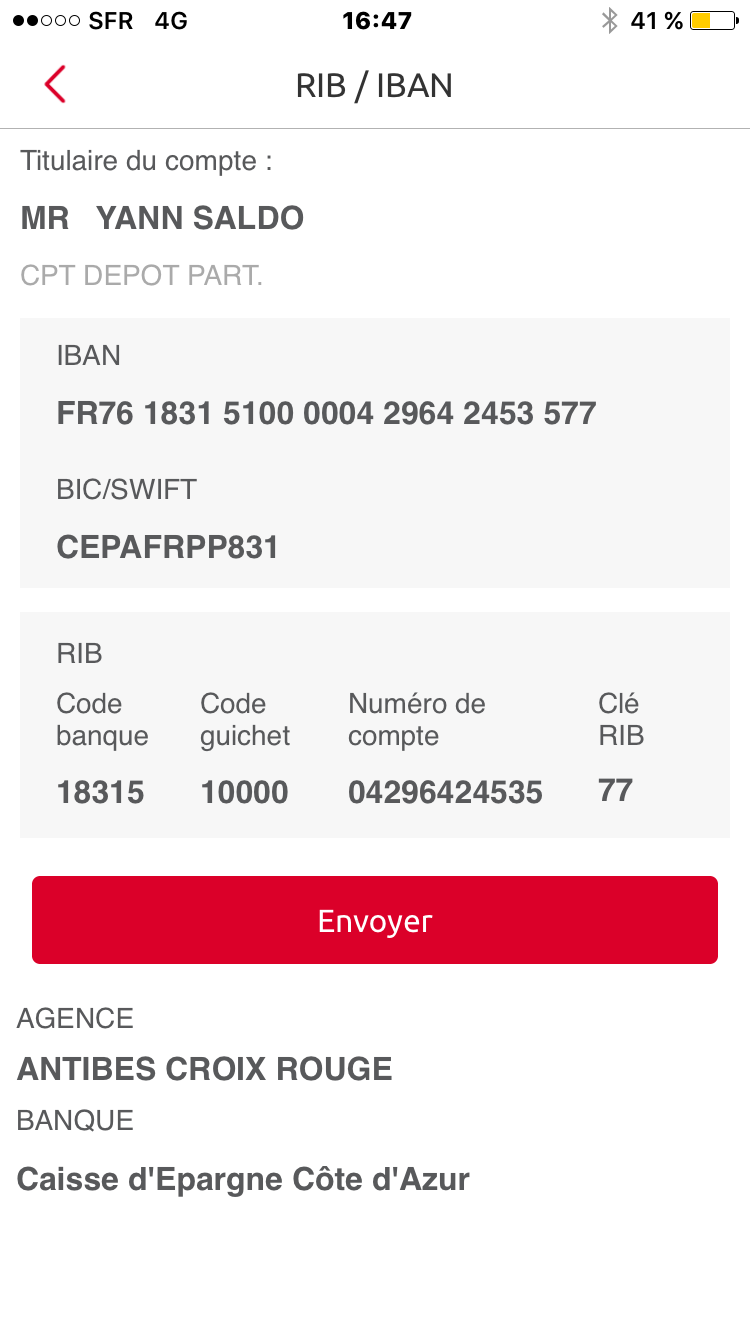 SFR 4G 16:47 41 %
RIB / IBAN
Titulaire du compte :
MR YANN SALDO
CPT DEPOT PART.
IBAN
FR76 1831 5100 0004 2964 2453 577
BIC/SWIFT
CEPAFRPP831
RIB
Code banque Code guichet Numéro de compte Clé RIB
18315 10000 04296424535 77
Envoyer
AGENCE
ANTIBES CROIX ROUGE
BANQUE
Caisse d'Epargne Côte d'Azur